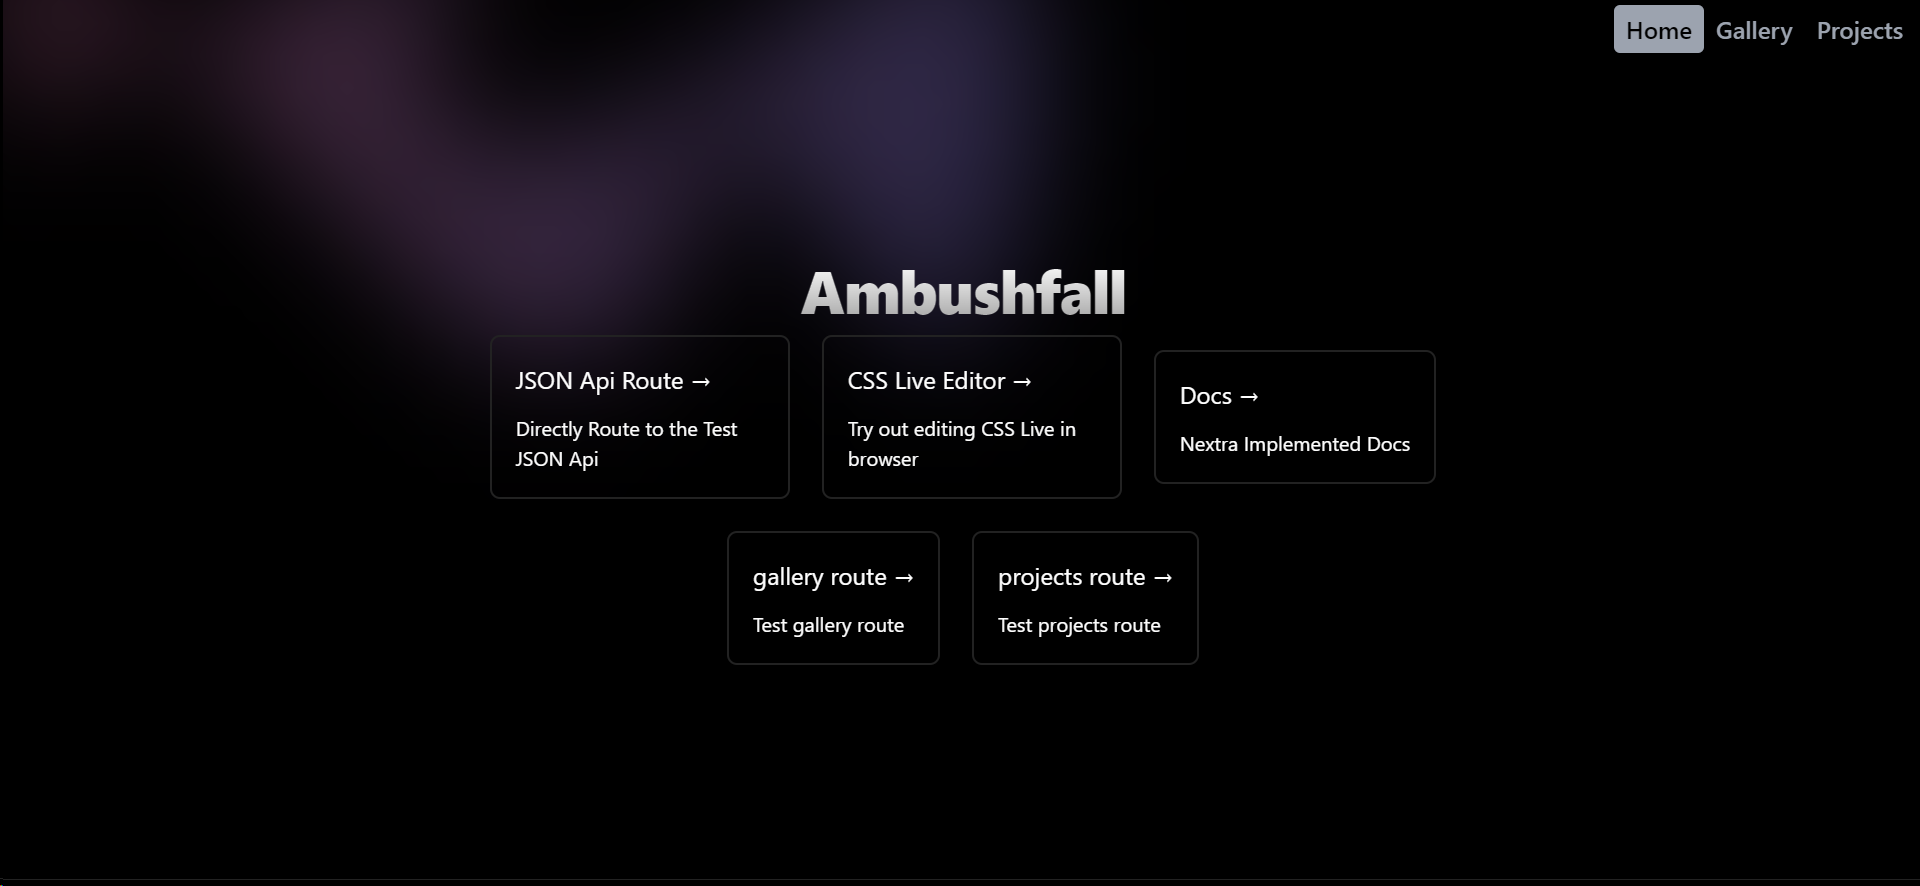 Home Gallery Projects
Ambushfall
JSON Api Route →
Directly Route to the Test
JSON Api
CSS Live Editor →
Try out editing CSS Live in
browser
Docs →
Nextra Implemented Docs
gallery route →
Test gallery route
projects route →
Test projects route